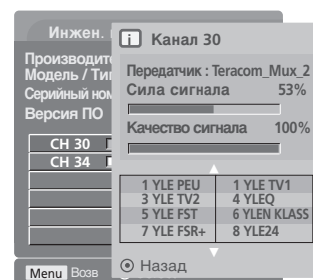 Инжен.
Производит
Модель / Ти
Серийный ном
Версия ПО
CH 30
CH 34
Menu Возв
i Канал 30
Передатчик : Teracom_Mux_2
Сила сигнала 53%
Качество сигнала 100%
1 YLE PEU 1 YLE TV1
3 YLE TV2 4 YLEQ
5 YLE FST 6 YLEN KLASS
7 YLE FSR+ 8 YLE24
Назад